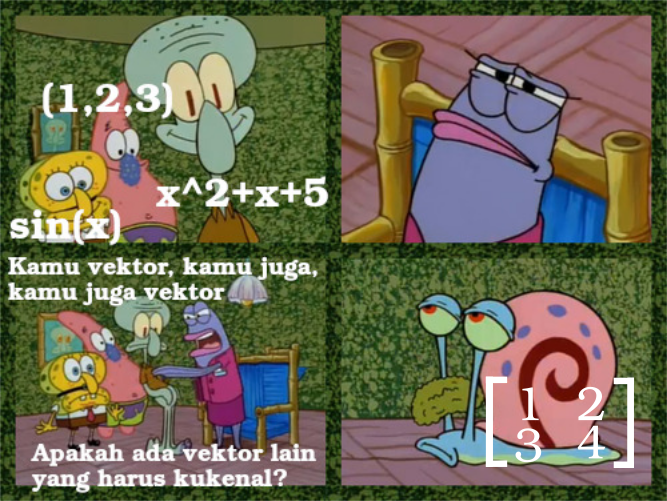 (1,2,3)
x^2+x+5
sin(x)
Kamu vektor, kamu juga,
kamu juga vektor
Apakah ada vektor lain
yang harus kukenal?
1 2
3 4